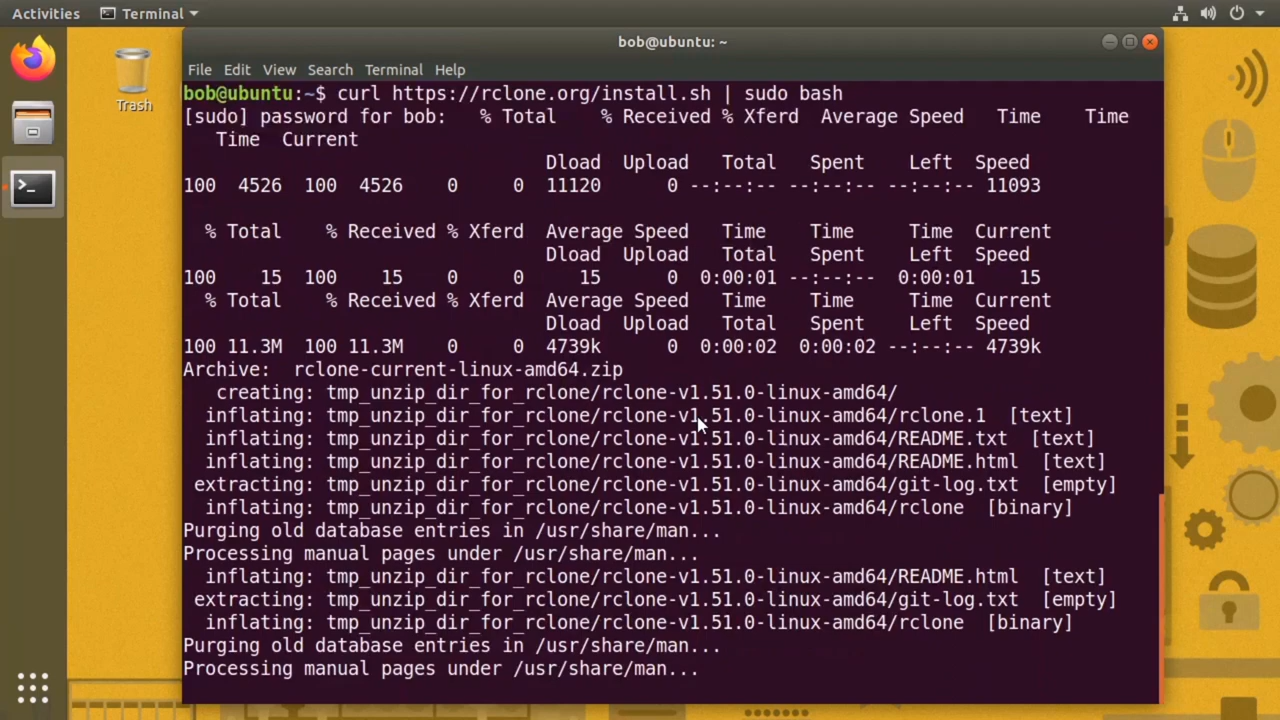 Activities
Terminal
bob@ubuntu: ~
Trash
File Edit View Search Terminal Help
bob@ubuntu:~$ curl https://rclone.org/install.sh | sudo bash
[sudo] password for bob:   % Total    % Received % Xferd  Average Speed   Time    Time
   Time  Current
                                 Dload  Upload   Total   Spent    Left  Speed
100  4526  100  4526    0     0  11120      0 --:--:-- --:--:-- --:--:-- 11093
  % Total    % Received % Xferd  Average Speed   Time    Time     Time  Current
                                 Dload  Upload   Total   Spent    Left  Speed
100    15  100    15    0     0     15      0  0:00:01 --:--:--  0:00:01    15
  % Total    % Received % Xferd  Average Speed   Time    Time     Time  Current
                                 Dload  Upload   Total   Spent    Left  Speed
100 11.3M  100 11.3M    0     0  4739k      0  0:00:02  0:00:02 --:--:-- 4739k
Archive:  rclone-current-linux-amd64.zip
   creating: tmp_unzip_dir_for_rclone/rclone-v1.51.0-linux-amd64/
  inflating: tmp_unzip_dir_for_rclone/rclone-v1.51.0-linux-amd64/rclone.1  [text]
  inflating: tmp_unzip_dir_for_rclone/rclone-v1.51.0-linux-amd64/README.txt  [text]
  inflating: tmp_unzip_dir_for_rclone/rclone-v1.51.0-linux-amd64/README.html  [text]
 extracting: tmp_unzip_dir_for_rclone/rclone-v1.51.0-linux-amd64/git-log.txt  [empty]
  inflating: tmp_unzip_dir_for_rclone/rclone-v1.51.0-linux-amd64/rclone  [binary]
Purging old database entries in /usr/share/man...
Processing manual pages under /usr/share/man...
  inflating: tmp_unzip_dir_for_rclone/rclone-v1.51.0-linux-amd64/README.html  [text]
 extracting: tmp_unzip_dir_for_rclone/rclone-v1.51.0-linux-amd64/git-log.txt  [empty]
  inflating: tmp_unzip_dir_for_rclone/rclone-v1.51.0-linux-amd64/rclone  [binary]
Purging old database entries in /usr/share/man...
Processing manual pages under /usr/share/man...